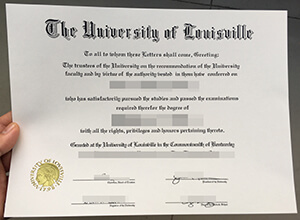 The University of Louisville
To all to whom these Letters shall come, Greeting:
The trustees of the University on the recommendation of the University
faculty and by virtue of the authority vested in them have conferred on
who has satisfactorily pursued the studies and passed the examinations
required therefor the degree of
with all the rights, privileges and honors pertaining thereto.
Granted at the University of Louisville in the Commonwealth of Kentucky